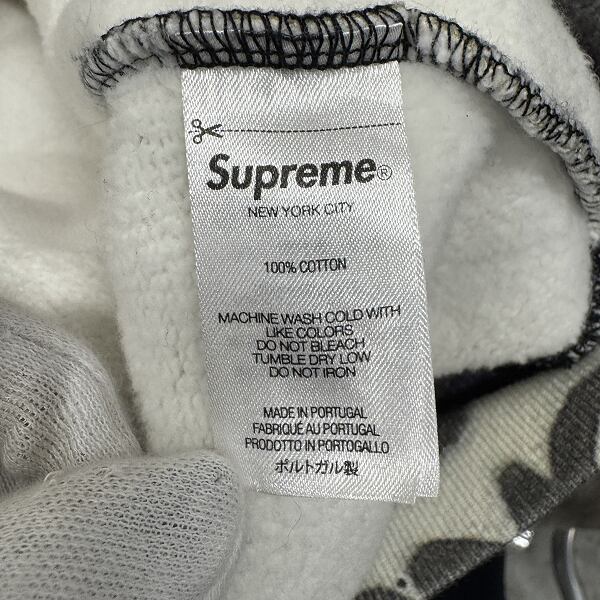 Supreme®
NEW YORK CITY
100% COTTON
MACHINE WASH COLD WITH
LIKE COLORS
DO NOT BLEACH
TUMBLE DRY LOW
DO NOT IRON
MADE IN PORTUGAL
FABRIQUÉ AU PORTUGAL
PRODOTTO IN PORTOGALLO
ポルトガル製